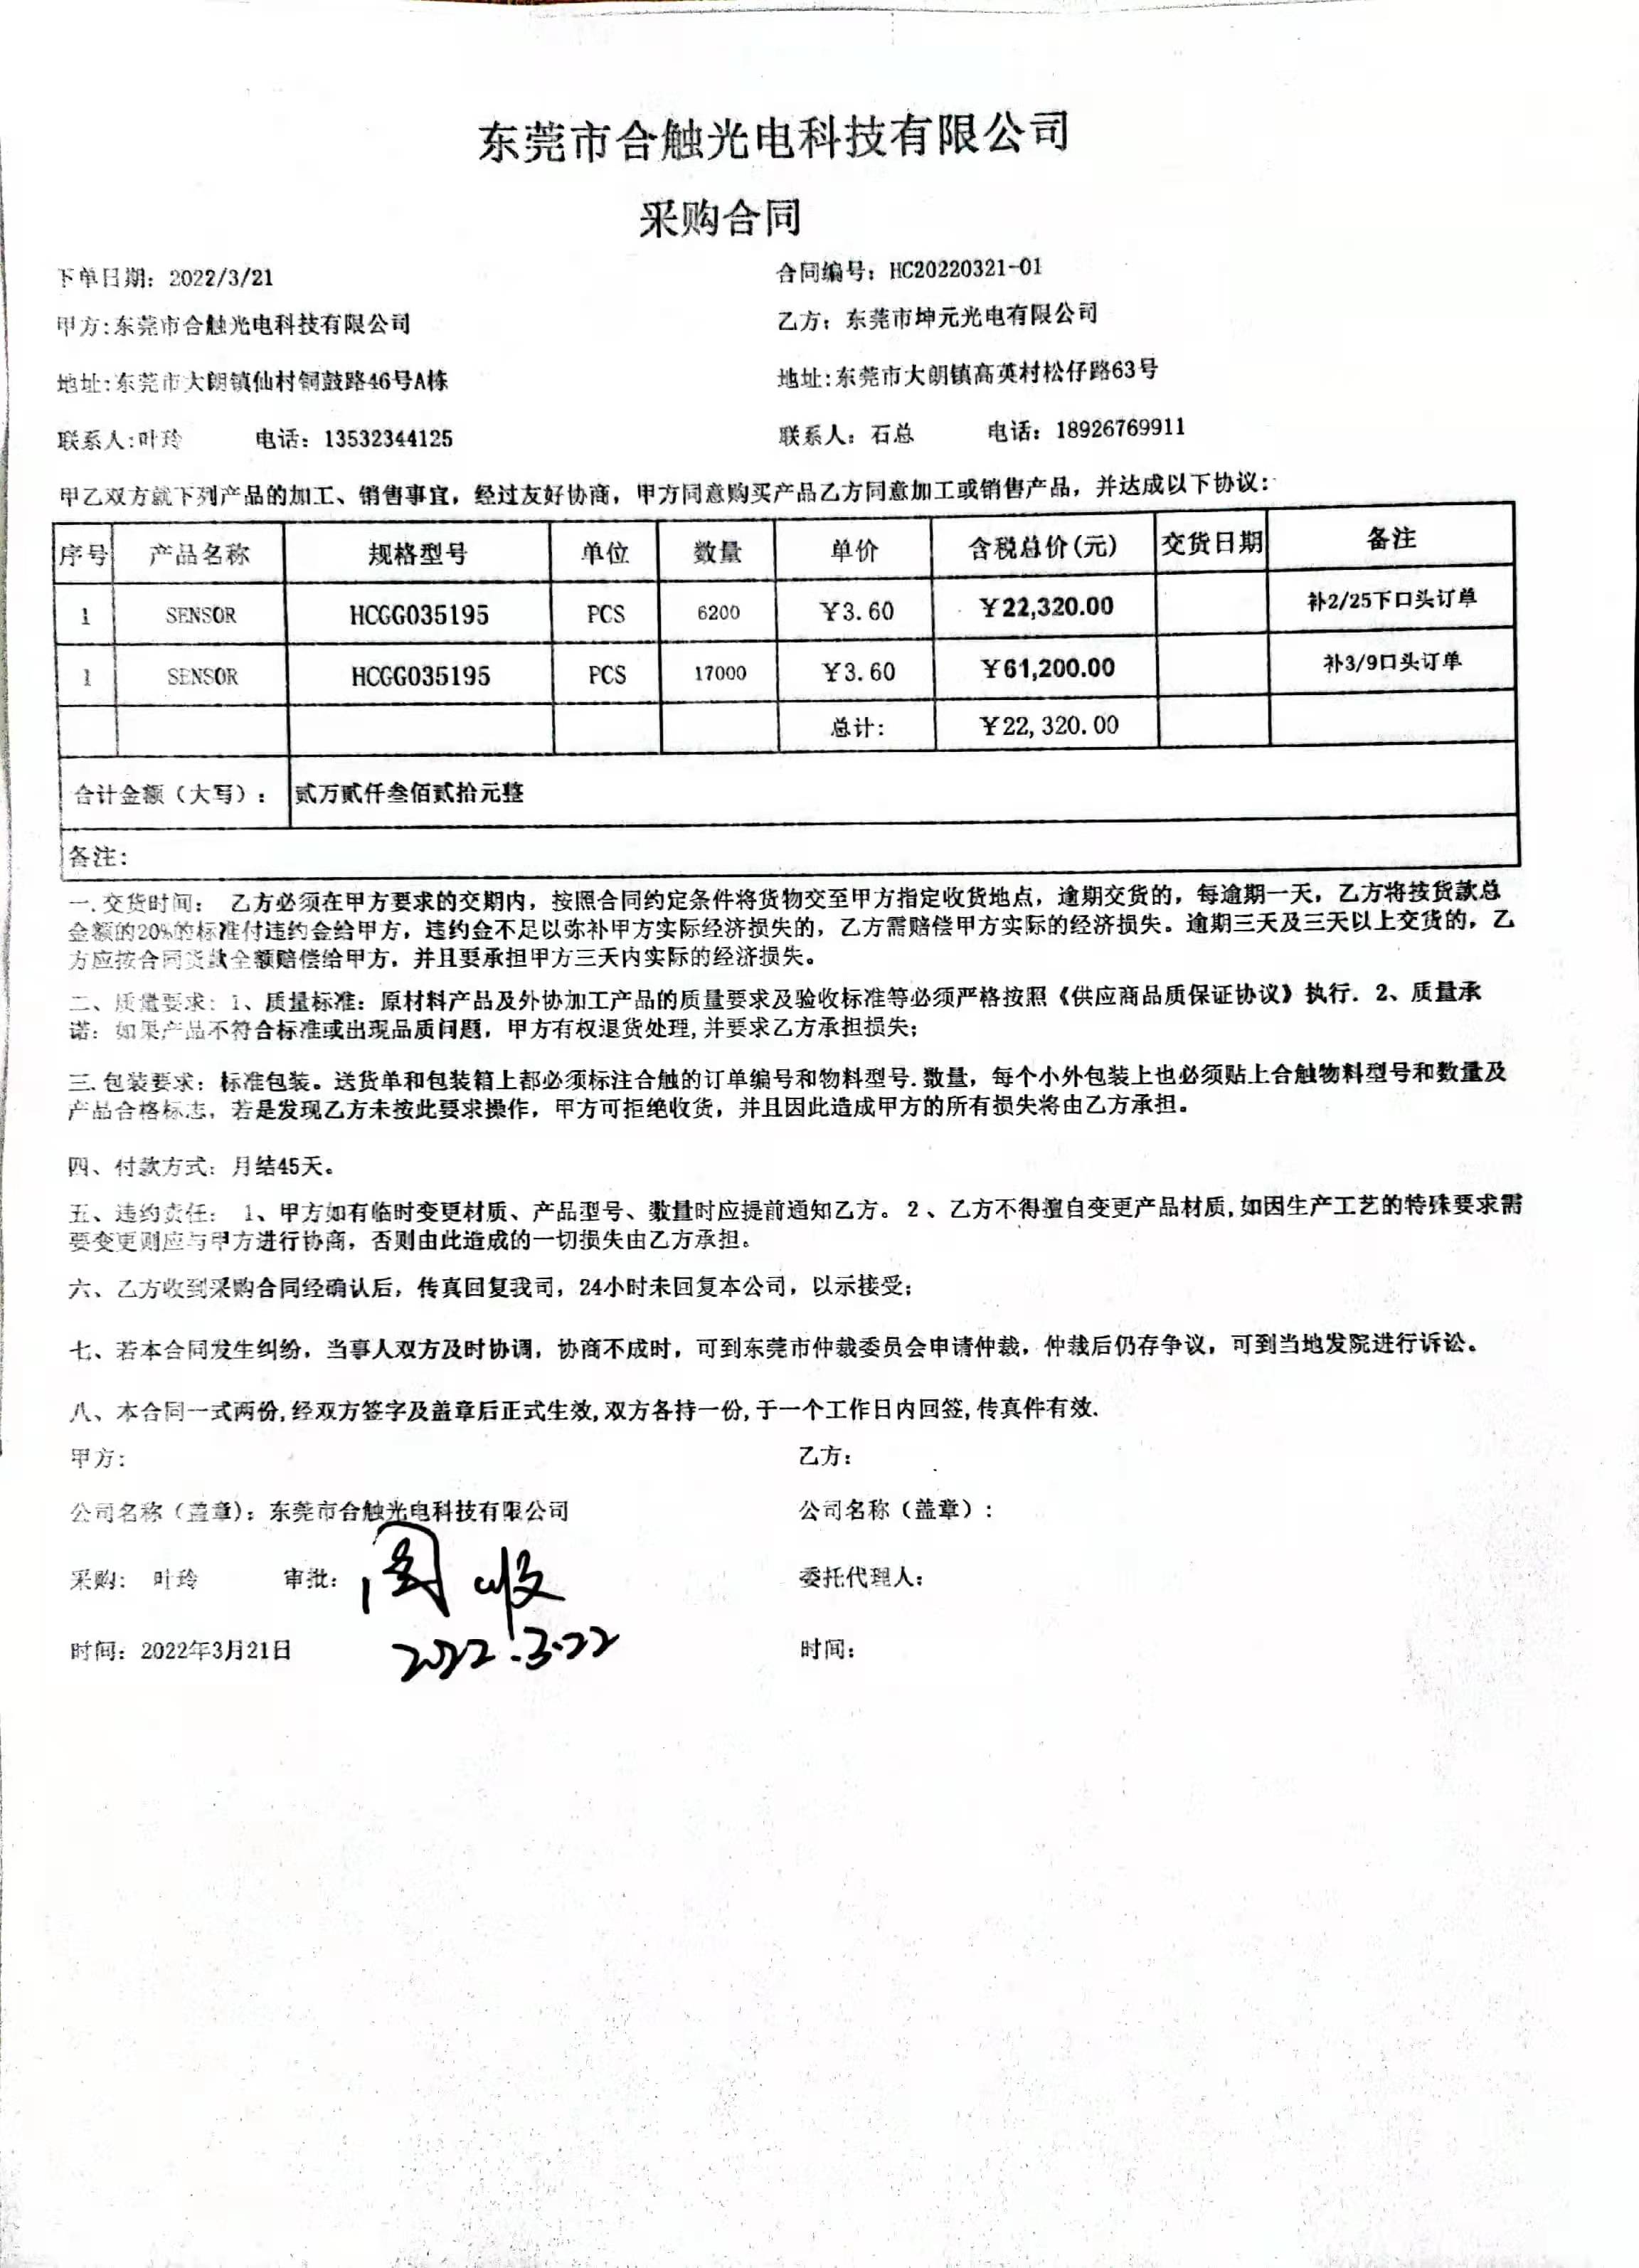 东莞市合触光电科技有限公司
采购合同
下单日期：2022/3/21 合同编号：HC20220321-01
甲方:东莞市合触光电科技有限公司 乙方：东莞市坤元光电有限公司
地址:东莞市大朗镇仙村铜鼓路46号A栋 地址:东莞市大朗镇高英村松仔路63号
联系人:叶玲 电话：13532344125 联系人：石总 电话：18926769911
甲乙双方就下列产品的加工、销售事宜，经过友好协商，甲方同意购买产品乙方同意加工或销售产品，并达成以下协议：
序号 产品名称 规格型号 单位 数量 单价 含税总价(元) 交货日期 备注
1 SENSOR HCGG035195 PCS 6200 ¥3.60 ¥22,320.00 补2/25下口头订单
1 SENSOR HCGG035195 PCS 17000 ¥3.60 ¥61,200.00 补3/9口头订单
总计: ¥22,320.00
合计金额（大写）： 贰万贰仟叁佰贰拾元整
备注:
一.交货时间： 乙方必须在甲方要求的交期内，按照合同约定条件将货物交至甲方指定收货地点，逾期交货的，每逾期一天，乙方将按货款总
金额的20%的标准付违约金给甲方，违约金不足以弥补甲方实际经济损失的，乙方需赔偿甲方实际的经济损失。逾期三天及三天以上交货的，乙
方应按合同货款全额赔偿给甲方，并且要承担甲方三天内实际的经济损失。
二、质量要求：1、质量标准：原材料产品及外协加工产品的质量要求及验收标准等必须严格按照《供应商品质保证协议》执行. 2、质量承
诺：如果产品不符合标准或出现品质问题，甲方有权退货处理,并要求乙方承担损失;
三.包装要求：标准包装。送货单和包装箱上都必须标注合触的订单编号和物料型号.数量，每个小外包装上也必须贴上合触物料型号和数量及
产品合格标志，若是发现乙方未按此要求操作，甲方可拒绝收货，并且因此造成甲方的所有损失将由乙方承担。
四、付款方式：月结45天。
五、违约责任： 1、甲方如有临时变更材质、产品型号、数量时应提前通知乙方。2、乙方不得擅自变更产品材质,如因生产工艺的特殊要求需
要变更则应与甲方进行协商，否则由此造成的一切损失由乙方承担。
六、乙方收到采购合同经确认后，传真回复我司，24小时未回复本公司，以示接受;
七、若本合同发生纠纷，当事人双方及时协调，协商不成时，可到东莞市仲裁委员会申请仲裁，仲裁后仍存争议，可到当地发院进行诉讼。
八、本合同一式两份,经双方签字及盖章后正式生效,双方各持一份,于一个工作日内回签,传真件有效.
甲方: 乙方：
公司名称（盖章)：东莞市合触光电科技有限公司 公司名称（盖章）:
采购： 叶玲 审批： 委托代理人：
时间：2022年3月21日 2022.3.22 时间：